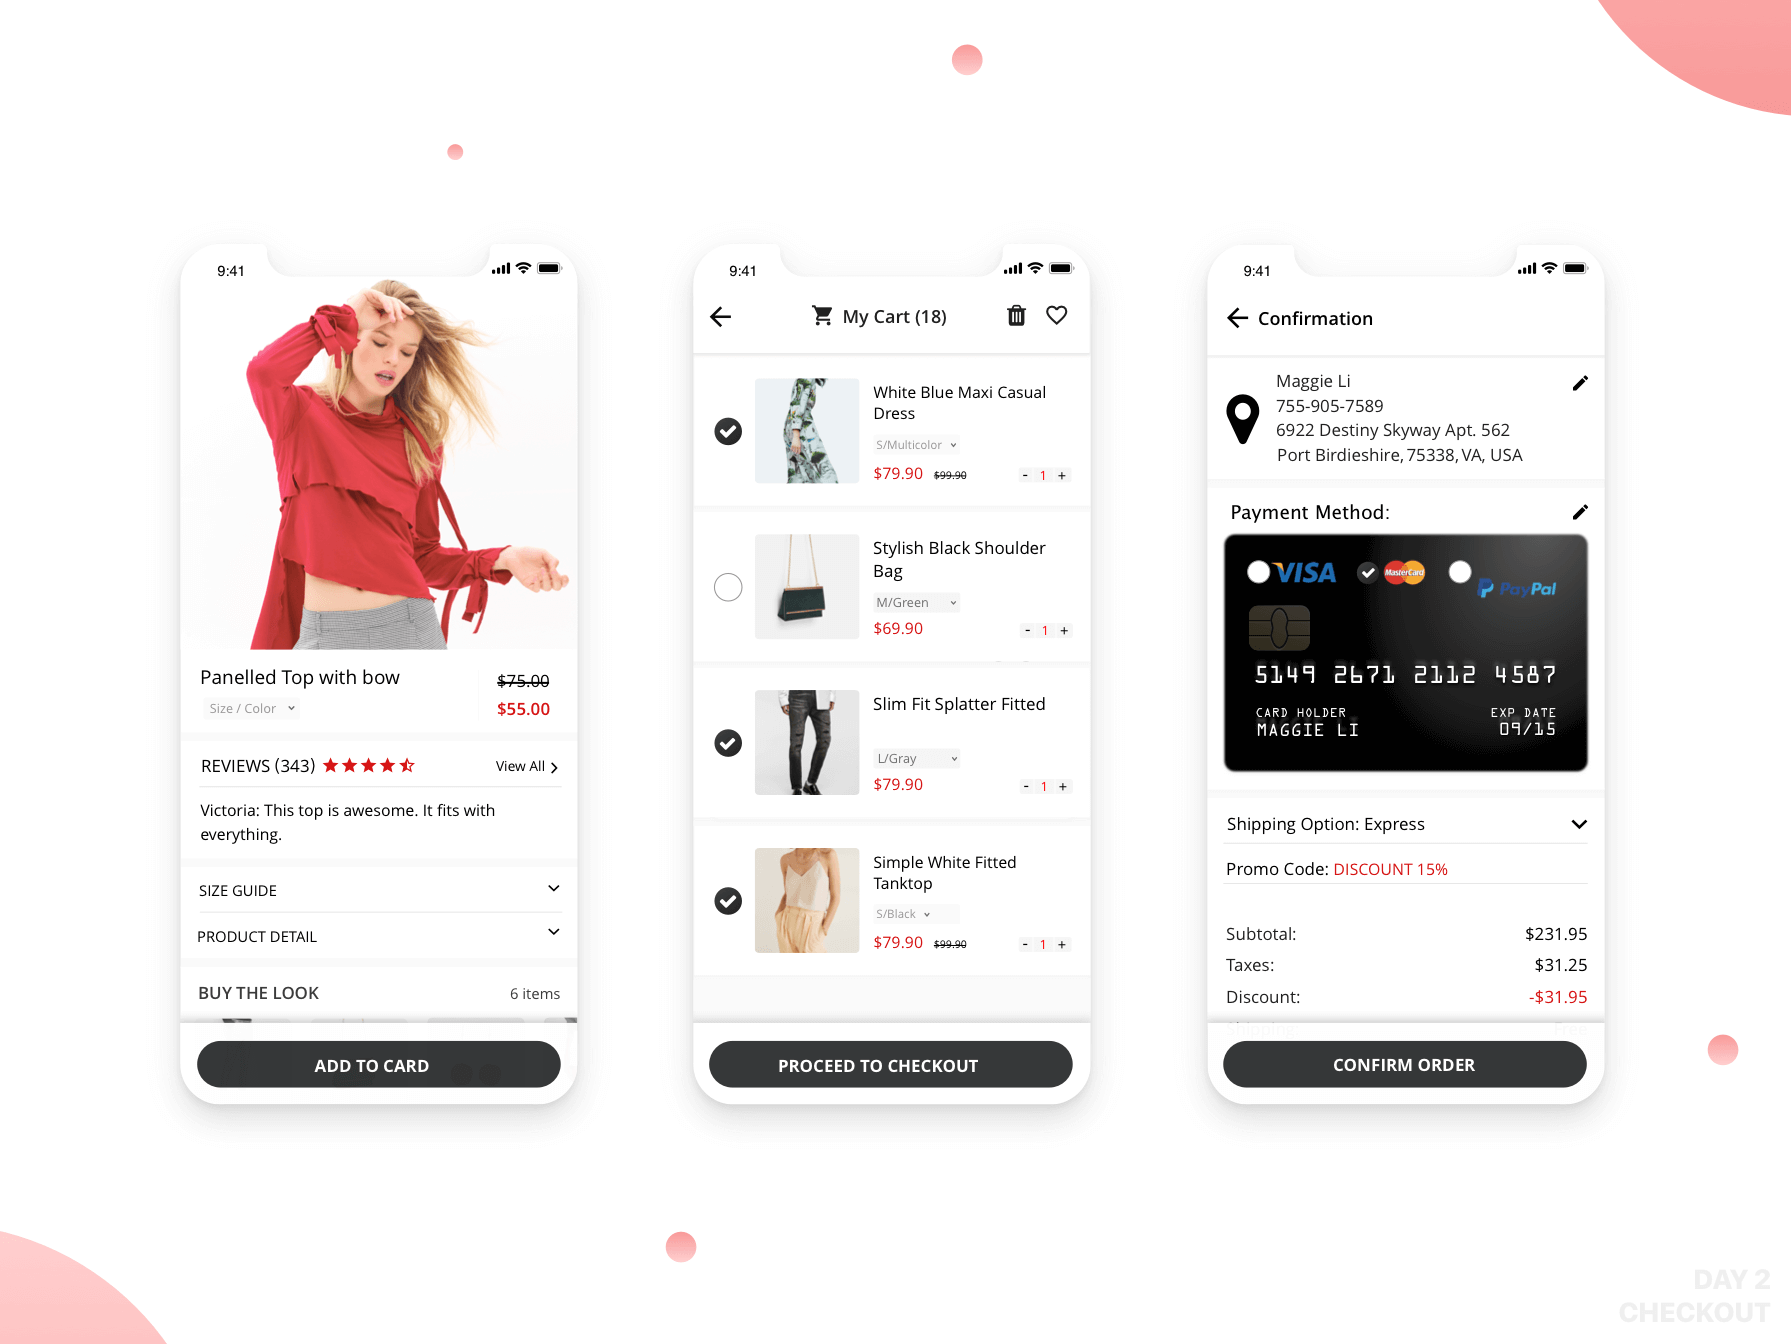 9:41
Panelled Top with bow
$75.00
Size / Color
$55.00
REVIEWS (343)
View All
Victoria: This top is awesome. It fits with
everything.
SIZE GUIDE
PRODUCT DETAIL
BUY THE LOOK
6 items
ADD TO CARD
9:41
My Cart (18)
White Blue Maxi Casual
Dress
S/Multicolor
$79.90 $99.90 - 1 +
Stylish Black Shoulder
Bag
M/Green
$69.90 - 1 +
Slim Fit Splatter Fitted
L/Gray
$79.90 - 1 +
Simple White Fitted
Tanktop
S/Black
$79.90 $99.90 - 1 +
PROCEED TO CHECKOUT
9:41
Confirmation
Maggie Li
755-905-7589
6922 Destiny Skyway Apt. 562
Port Birdieshire, 75338, VA, USA
Payment Method:
VISA MasterCard PayPal
5149 2671 2112 4587
CARD HOLDER
MAGGIE LI
EXP DATE
09/15
Shipping Option: Express
Promo Code: DISCOUNT 15%
Subtotal: $231.95
Taxes: $31.25
Discount: -$31.95
Shipping Free
CONFIRM ORDER
DAY 2
CHECKOUT